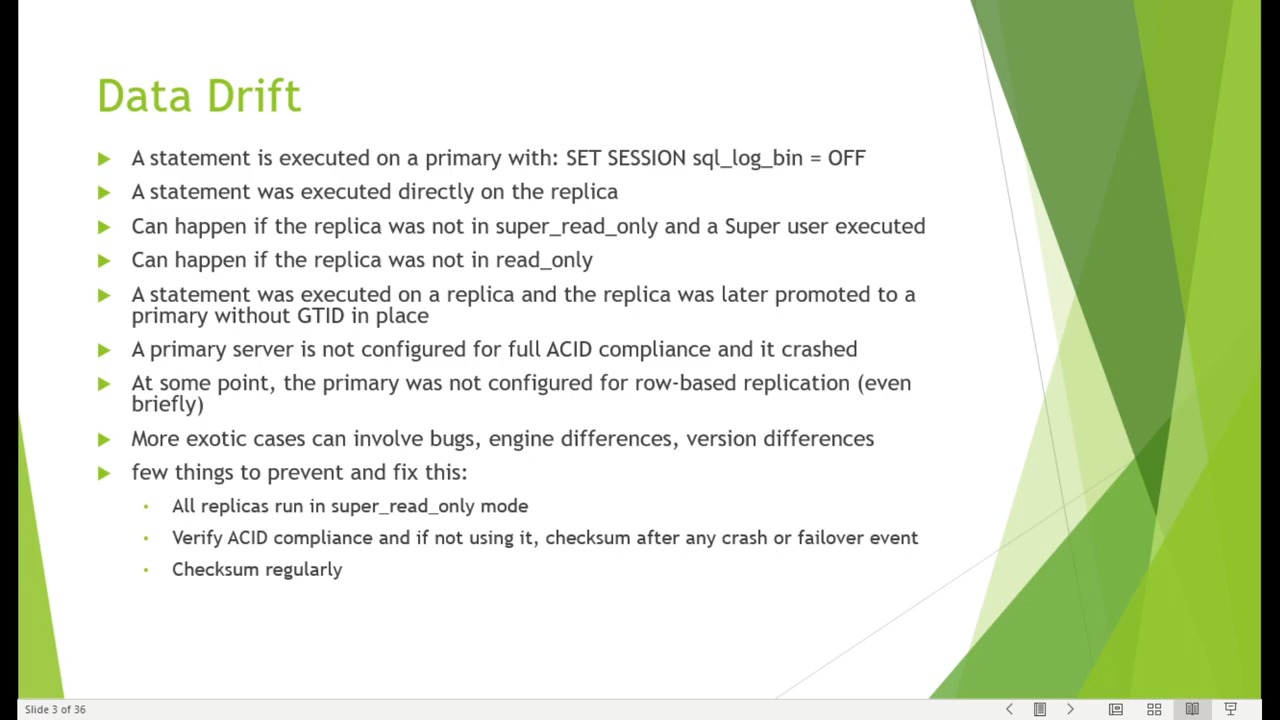 Data Drift
A statement is executed on a primary with: SET SESSION sql_log_bin = OFF
A statement was executed directly on the replica
Can happen if the replica was not in super_read_only and a Super user executed
Can happen if the replica was not in read_only
A statement was executed on a replica and the replica was later promoted to a
primary without GTID in place
A primary server is not configured for full ACID compliance and it crashed
At some point, the primary was not configured for row-based replication (even
briefly)
More exotic cases can involve bugs, engine differences, version differences
few things to prevent and fix this:
All replicas run in super_read_only mode
Verify ACID compliance and if not using it, checksum after any crash or failover event
Checksum regularly
Slide 3 of 36